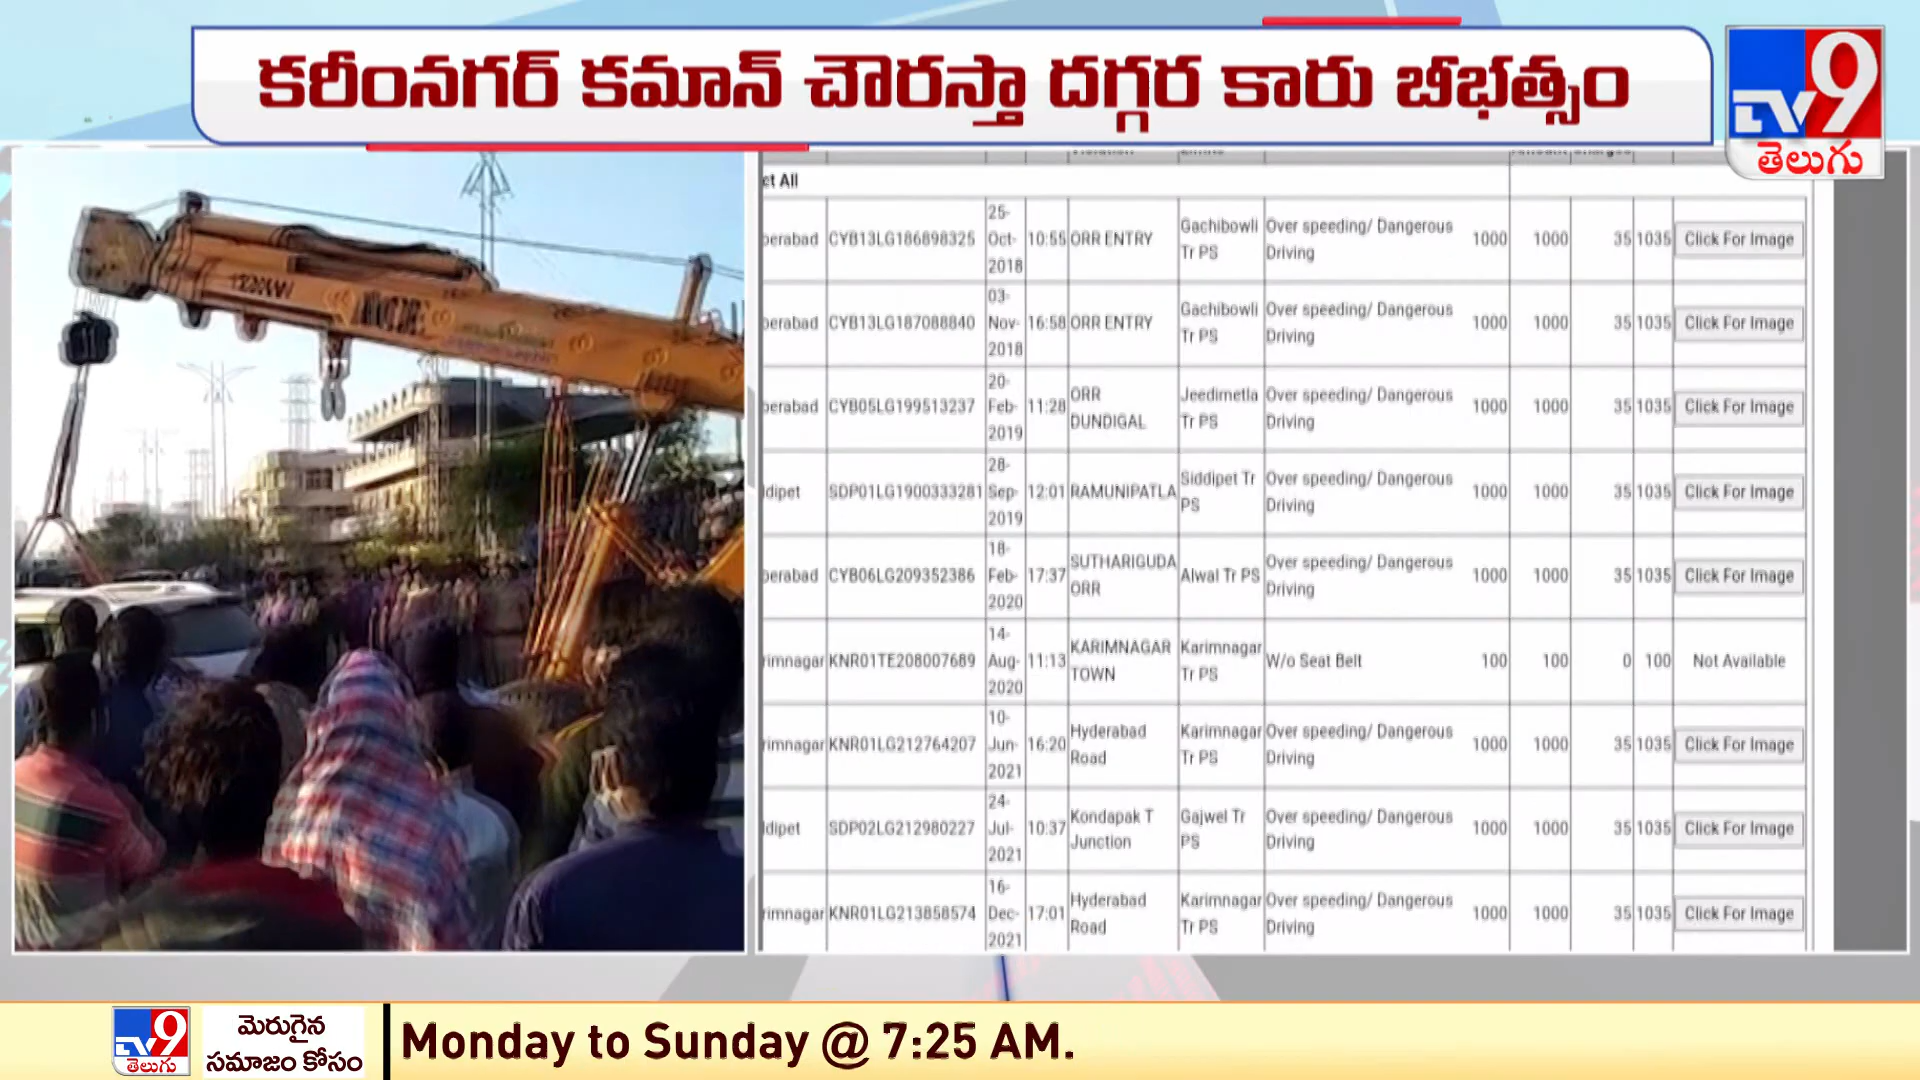 కరీంనగర్ కమాన్ చౌరస్తా దగ్గర కారు బీభత్సం
TV9
తెలుగు
ct All
25-
Oct-
2018
perabad CYB13LG186898325 10:55 ORR ENTRY Gachibowli Tr PS Over speeding/ Dangerous Driving 1000 1000 35 1035 Click For Image
03-
Nov-
2018
perabad CYB13LG187088840 16:58 ORR ENTRY Gachibowli Tr PS Over speeding/ Dangerous Driving 1000 1000 35 1035 Click For Image
20-
Feb-
2019
perabad CYB05LG199513237 11:28 ORR DUNDIGAL Jeedimetla Tr PS Over speeding/ Dangerous Driving 1000 1000 35 1035 Click For Image
28-
Sep-
2019
ldipet SDP01LG1900333281 12:01 RAMUNIPATLA Siddipet Tr PS Over speeding/ Dangerous Driving 1000 1000 35 1035 Click For Image
18-
Feb-
2020
perabad CYB06LG209352386 17:37 SUTHARIGUDA ORR Alwal Tr PS Over speeding/ Dangerous Driving 1000 1000 35 1035 Click For Image
14-
Aug-
2020
rimnagar KNR01TE208007689 11:13 KARIMNAGAR TOWN Karimnagar Tr PS W/o Seat Belt 100 100 0 100 Not Available
10-
Jun-
2021
rimnagar KNR01LG212764207 16:20 Hyderabad Road Karimnagar Tr PS Over speeding/ Dangerous Driving 1000 1000 35 1035 Click For Image
24-
Jul-
2021
ldipet SDP02LG212980227 10:37 Kondapak T Junction Gajwel Tr PS Over speeding/ Dangerous Driving 1000 1000 35 1035 Click For Image
16-
Dec-
2021
rimnagar KNR01LG213858574 17:01 Hyderabad Road Karimnagar Tr PS Over speeding/ Dangerous Driving 1000 1000 35 1035 Click For Image
TV9
తెలుగు
మెరుగైన
సమాజం కోసం
Monday to Sunday @ 7:25 AM.